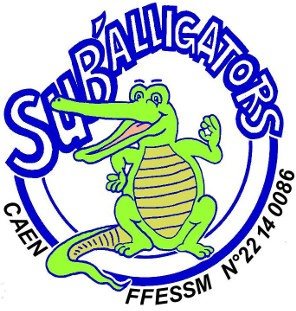 SUB'ALLIGATORS
CAEN
FFESSM N°22 14 0086